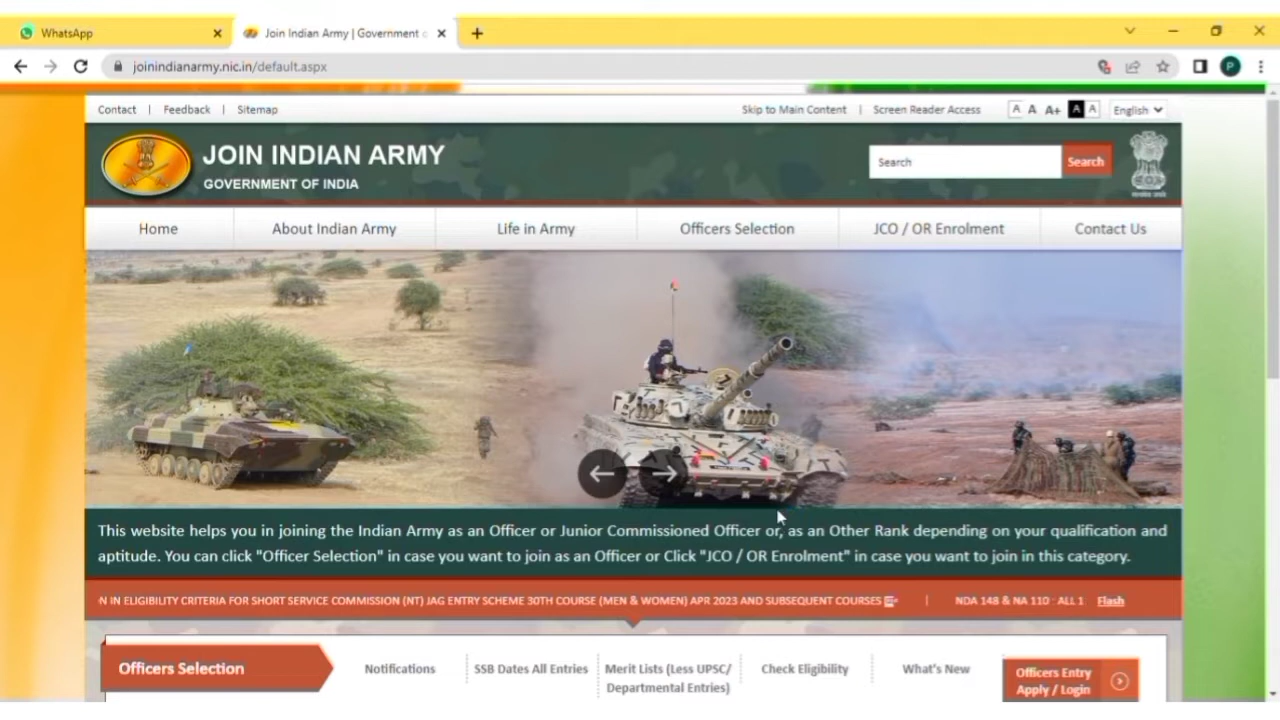 WhatsApp
Join Indian Army | Government o
joinindianarmy.nic.in/default.aspx
P
Contact | Feedback | Sitemap
Skip to Main Content | Screen Reader Access
A A A+ A A
English
JOIN INDIAN ARMY
GOVERNMENT OF INDIA
Search
Search
Home
About Indian Army
Life in Army
Officers Selection
JCO / OR Enrolment
Contact Us
This website helps you in joining the Indian Army as an Officer or Junior Commissioned Officer or, as an Other Rank depending on your qualification and
aptitude. You can click "Officer Selection" in case you want to join as an Officer or Click "JCO / OR Enrolment" in case you want to join in this category.
N IN ELIGIBILITY CRITERIA FOR SHORT SERVICE COMMISSION (NT) JAG ENTRY SCHEME 30TH COURSE (MEN & WOMEN) APR 2023 AND SUBSEQUENT COURSES | NDA 148 & NA 110 : ALL 1 Flash
Officers Selection
Notifications
SSB Dates All Entries
Merit Lists (Less UPSC/
Departmental Entries)
Check Eligibility
What's New
Officers Entry
Apply / Login